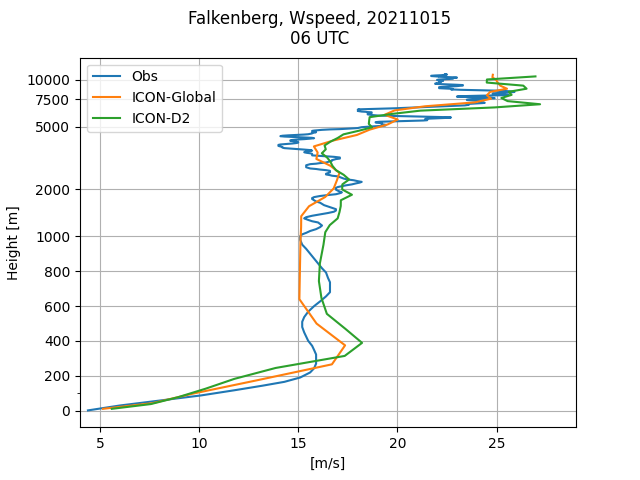 Falkenberg, Wspeed, 20211015
06 UTC
Obs
ICON-Global
ICON-D2
Height [m]
10000
7500
5000
2000
1000
800
600
400
200
0
5 10 15 20 25
[m/s]